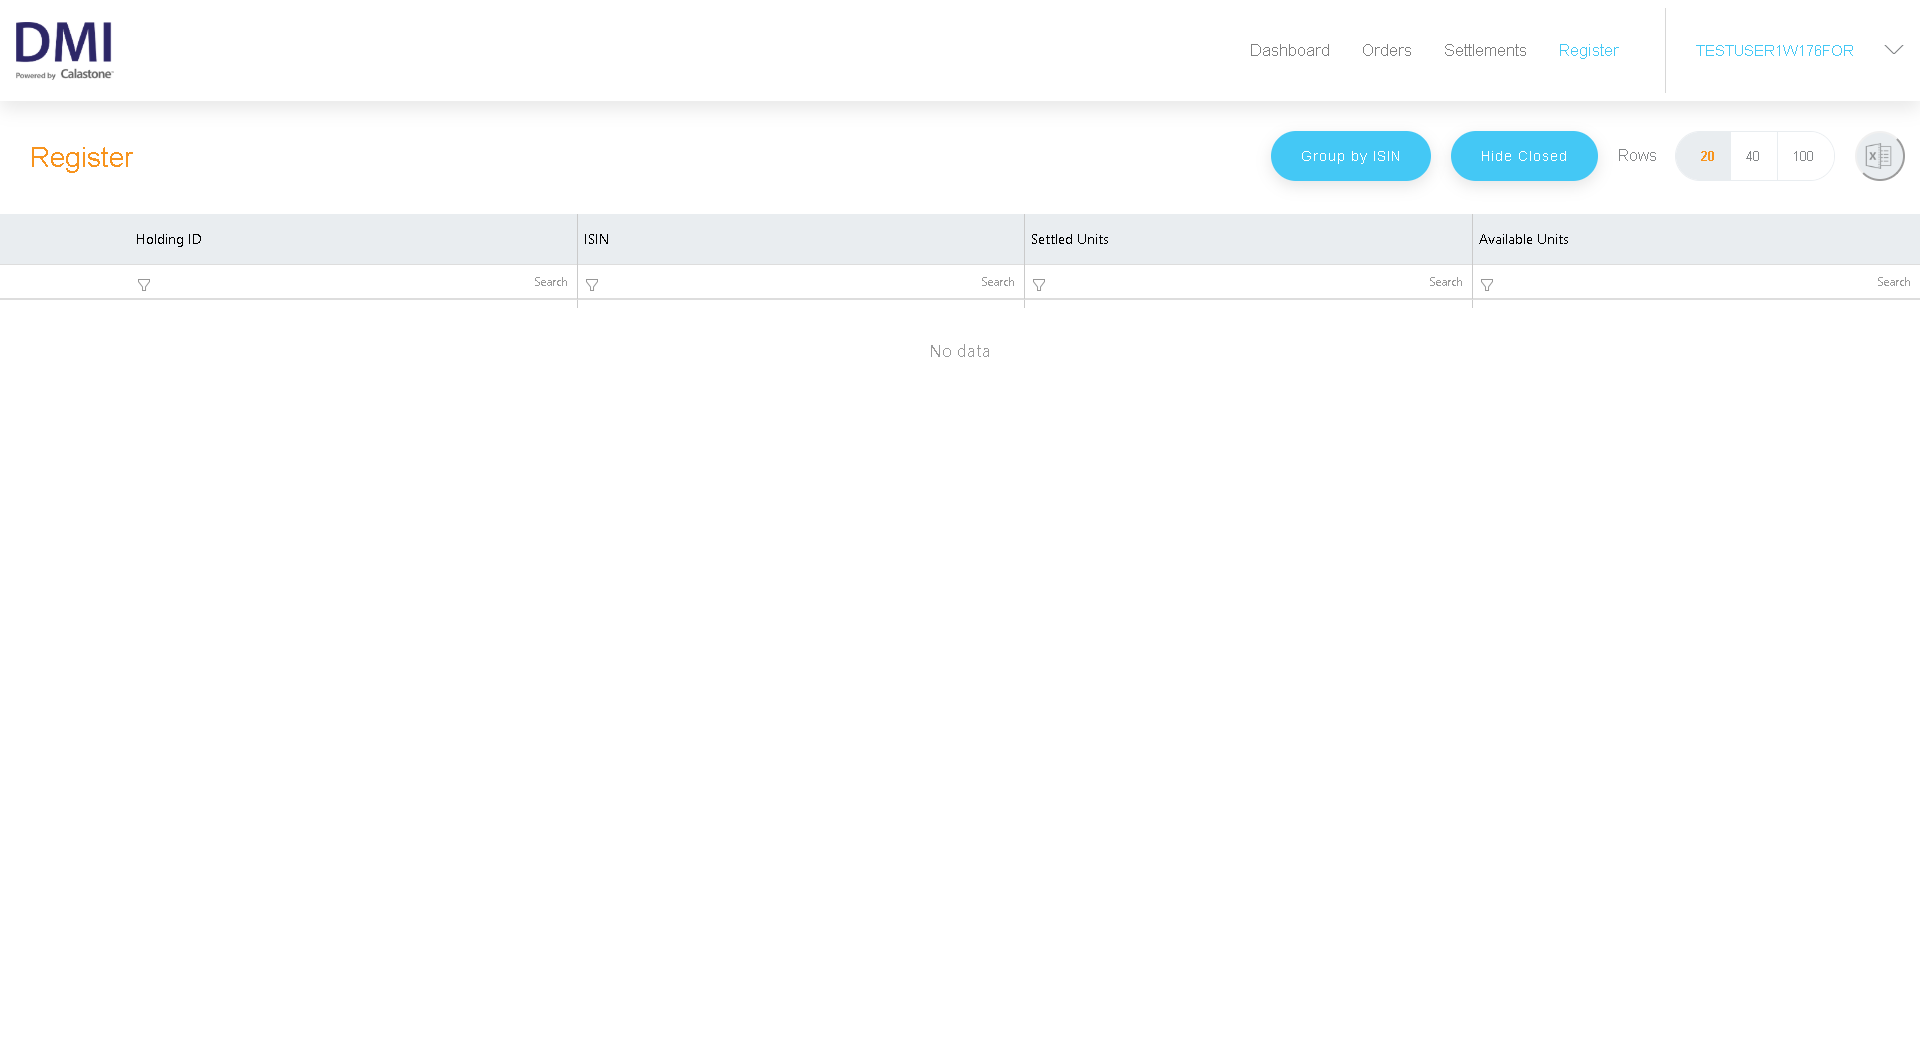 DMI
Powered by Calastone
Dashboard Orders Settlements Register TESTUSER1W176FOR
Register
Group by ISIN Hide Closed Rows 20 40 100
Holding ID ISIN Settled Units Available Units
Search Search Search Search
No data